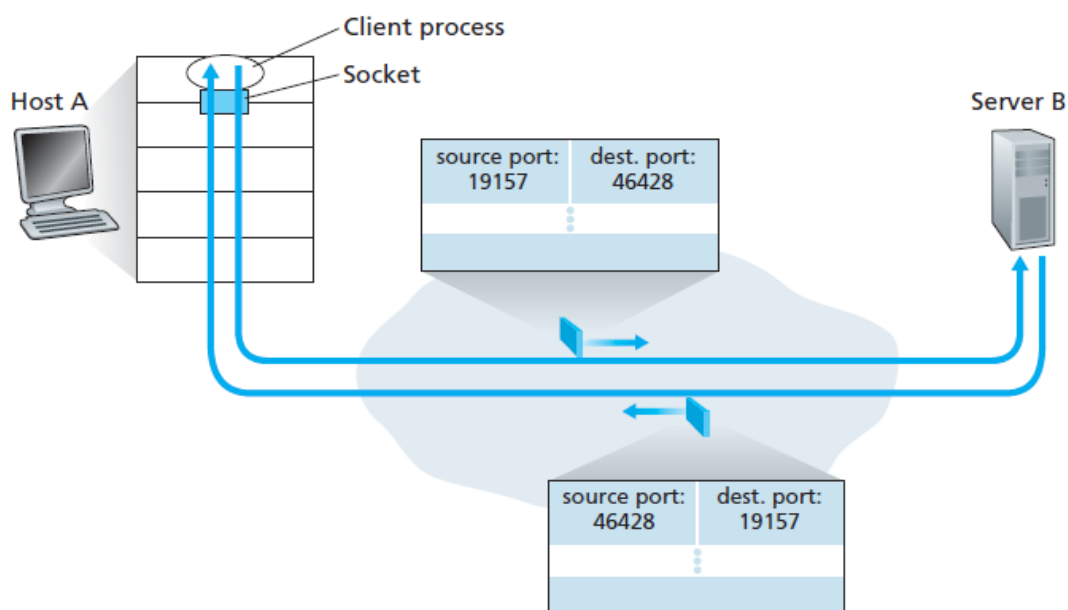 Client process
Socket
Host A
Server B
source port:
19157
dest. port:
46428
source port:
46428
dest. port:
19157